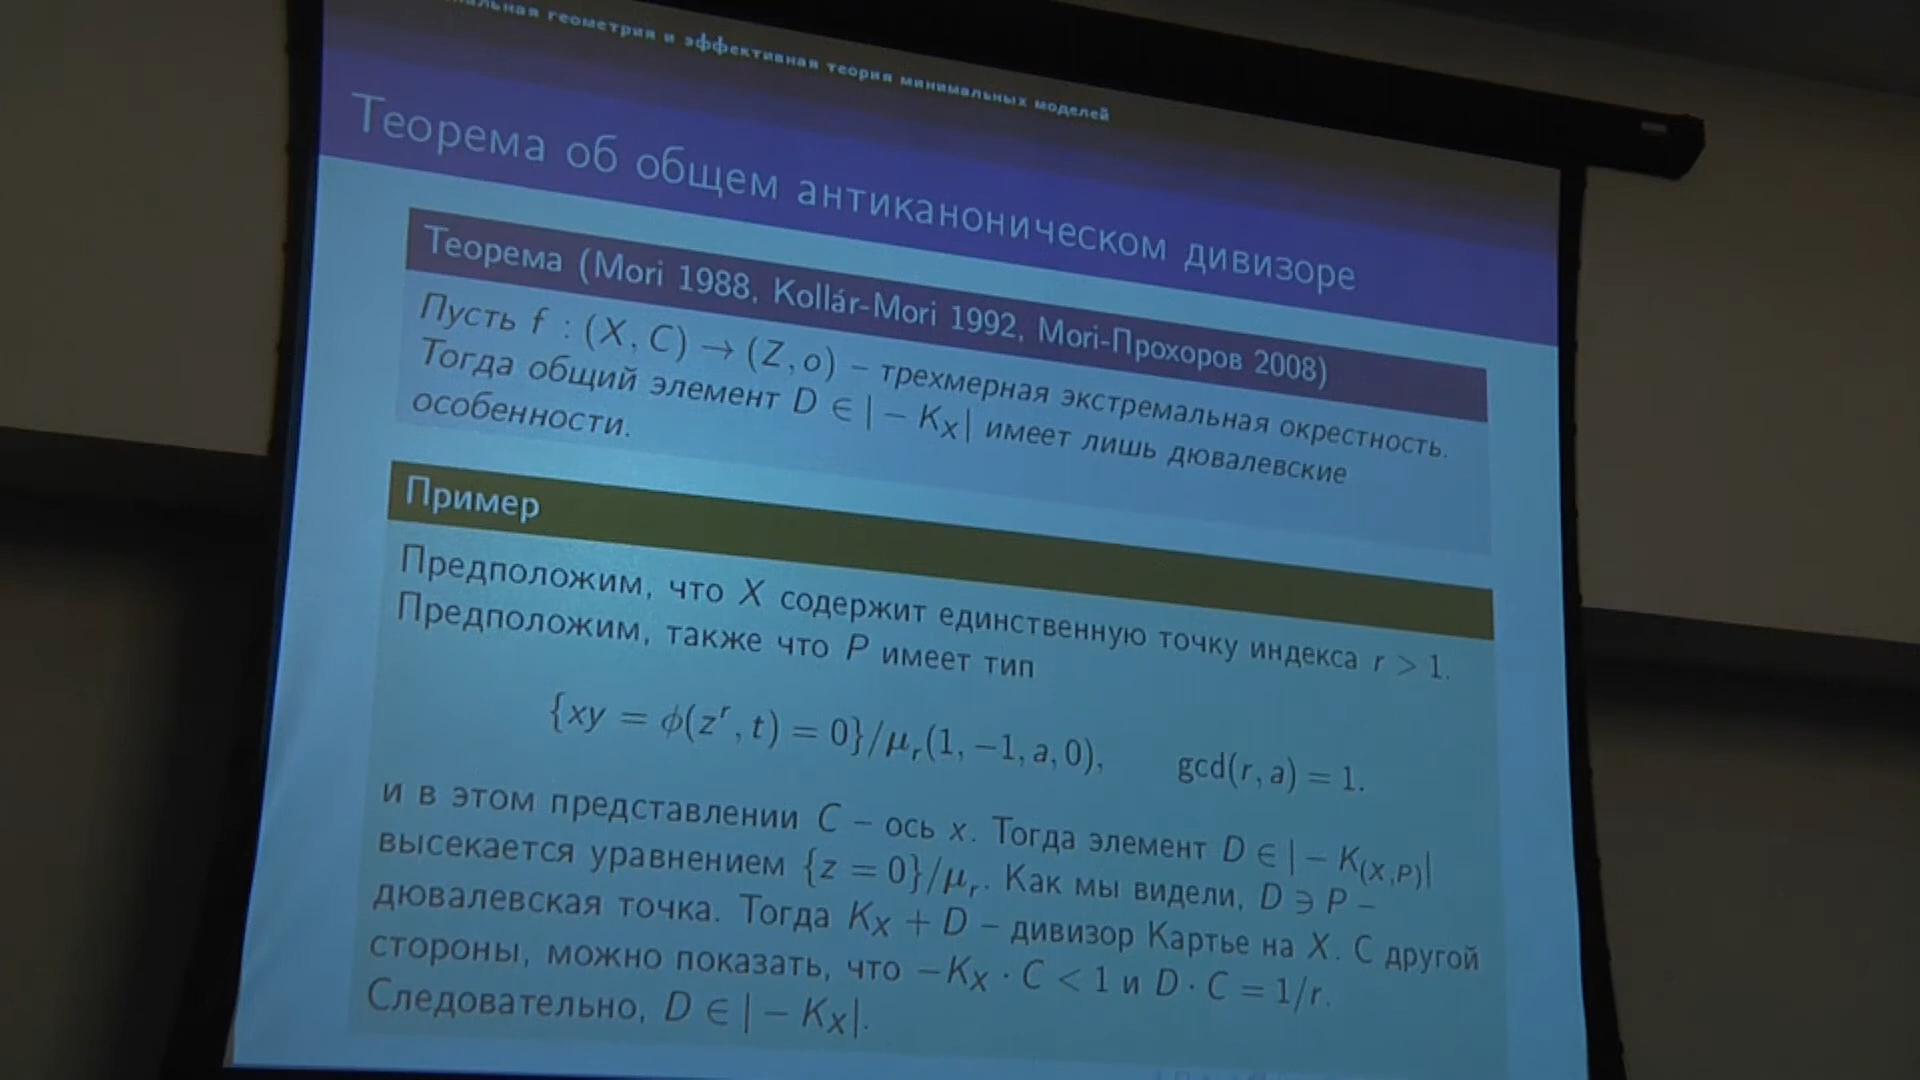 геометрия и эффективная теория минимальных моделей
Теорема об общем антиканоническом дивизоре
Теорема (Mori 1988, Kollár-Mori 1992, Mori-Прохоров 2008)
Пусть f : (X, C) → (Z, o) – трехмерная экстремальная окрестность.
Тогда общий элемент D ∈ | − K_X| имеет лишь дювалевские
особенности.
Пример
Предположим, что X содержит единственную точку индекса r > 1.
Предположим, также что P имеет тип
{xy = ϕ(z^r, t) = 0}/μ_r(1, −1, a, 0), gcd(r, a) = 1.
и в этом представлении C – ось x. Тогда элемент D ∈ | − K_(X,P)|
высекается уравнением {z = 0}/μ_r. Как мы видели, D ∋ P –
дювалевская точка. Тогда K_X + D – дивизор Картье на X. С другой
стороны, можно показать, что −K_X · C < 1 и D · C = 1/r.
Следовательно, D ∈ | − K_X|.